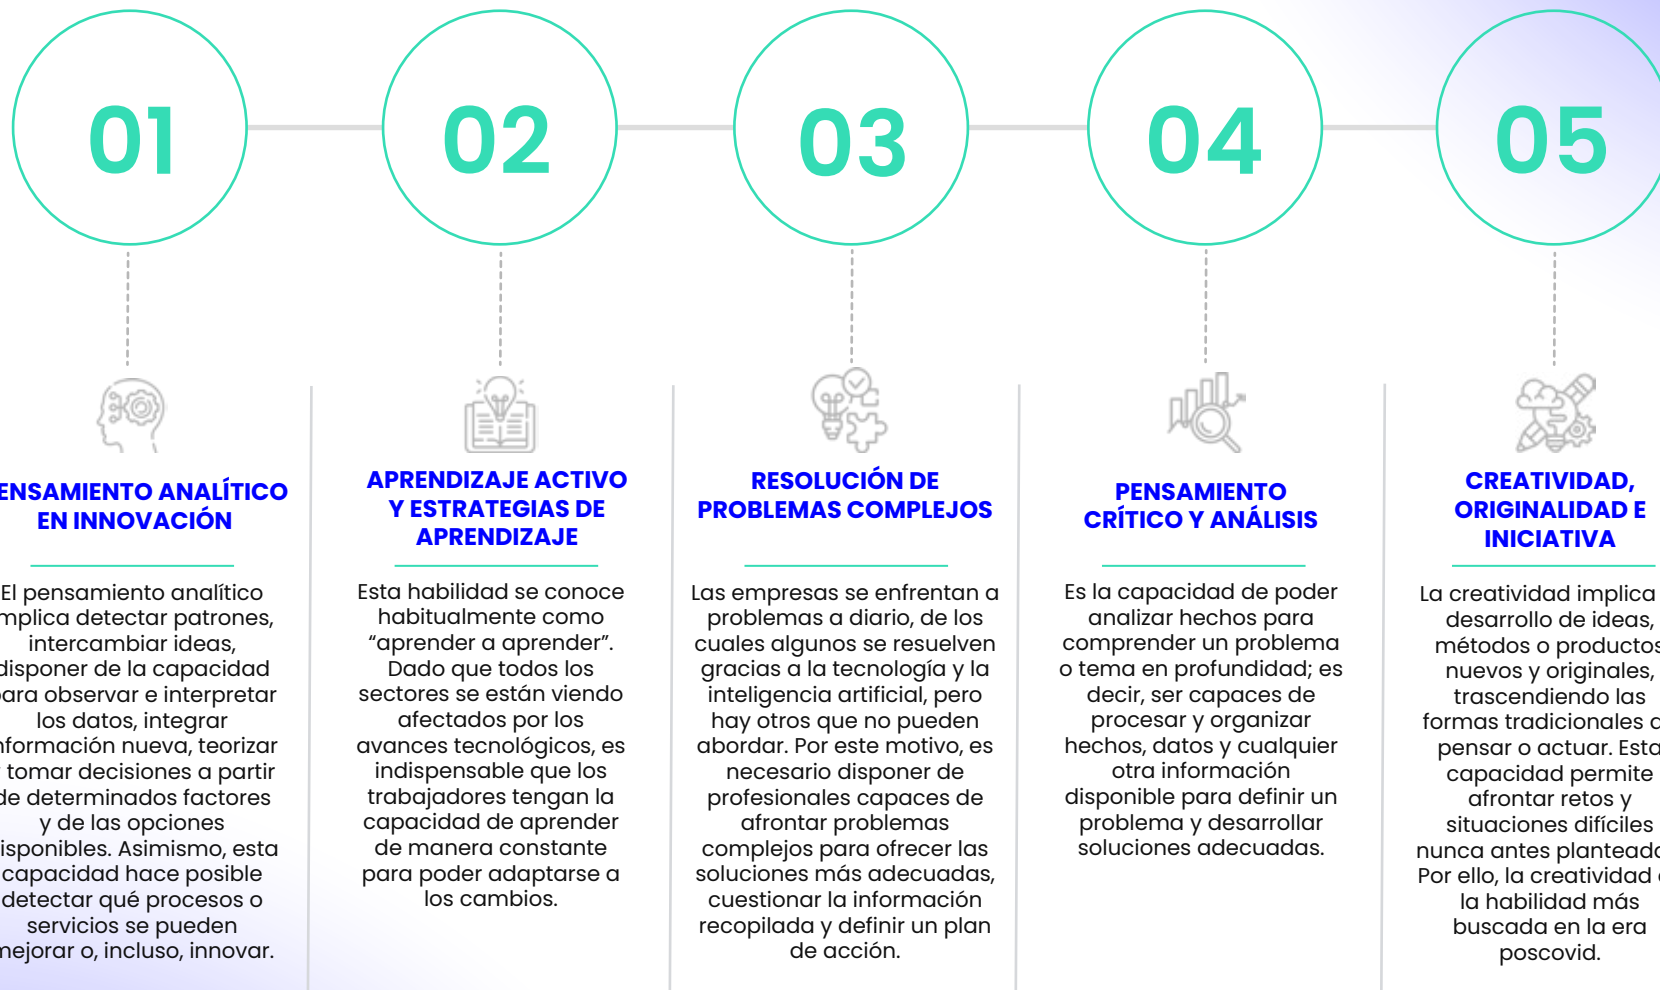 01
02
03
04
05
ENSAMIENTO ANALÍTICO
EN INNOVACIÓN
El pensamiento analítico
mplica detectar patrones,
intercambiar ideas,
disponer de la capacidad
para observar e interpretar
los datos, integrar
nformación nueva, teorizar
y tomar decisiones a partir
de determinados factores
y de las opciones
isponibles. Asimismo, esta
capacidad hace posible
detectar qué procesos o
servicios se pueden
mejorar o, incluso, innovar.
APRENDIZAJE ACTIVO
Y ESTRATEGIAS DE
APRENDIZAJE
Esta habilidad se conoce
habitualmente como
“aprender a aprender”.
Dado que todos los
sectores se están viendo
afectados por los
avances tecnológicos, es
indispensable que los
trabajadores tengan la
capacidad de aprender
de manera constante
para poder adaptarse a
los cambios.
RESOLUCIÓN DE
PROBLEMAS COMPLEJOS
Las empresas se enfrentan a
problemas a diario, de los
cuales algunos se resuelven
gracias a la tecnología y la
inteligencia artificial, pero
hay otros que no pueden
abordar. Por este motivo, es
necesario disponer de
profesionales capaces de
afrontar problemas
complejos para ofrecer las
soluciones más adecuadas,
cuestionar la información
recopilada y definir un plan
de acción.
PENSAMIENTO
CRÍTICO Y ANÁLISIS
Es la capacidad de poder
analizar hechos para
comprender un problema
o tema en profundidad; es
decir, ser capaces de
procesar y organizar
hechos, datos y cualquier
otra información
disponible para definir un
problema y desarrollar
soluciones adecuadas.
CREATIVIDAD,
ORIGINALIDAD E
INICIATIVA
La creatividad implica
desarrollo de ideas,
métodos o productos
nuevos y originales,
trascendiendo las
formas tradicionales d
pensar o actuar. Esta
capacidad permite
afrontar retos y
situaciones difíciles
nunca antes planteado
Por ello, la creatividad
la habilidad más
buscada en la era
poscovid.